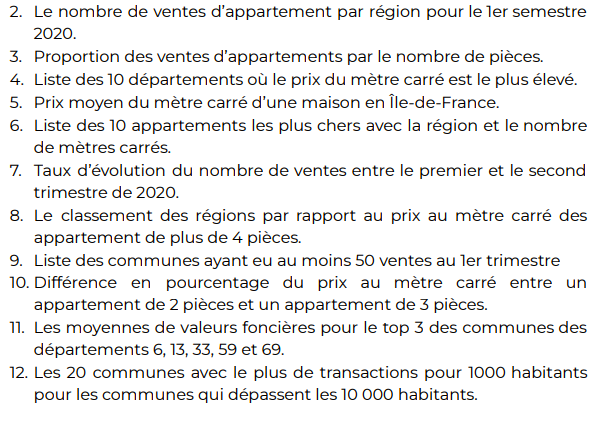 2. Le nombre de ventes d'appartement par région pour le 1er semestre
2020.
3. Proportion des ventes d'appartements par le nombre de pièces.
4. Liste des 10 départements où le prix du mètre carré est le plus élevé.
5. Prix moyen du mètre carré d'une maison en Île-de-France.
6. Liste des 10 appartements les plus chers avec la région et le nombre
de mètres carrés.
7. Taux d'évolution du nombre de ventes entre le premier et le second
trimestre de 2020.
8. Le classement des régions par rapport au prix au mètre carré des
appartement de plus de 4 pièces.
9. Liste des communes ayant eu au moins 50 ventes au 1er trimestre
10. Différence en pourcentage du prix au mètre carré entre un
appartement de 2 pièces et un appartement de 3 pièces.
11. Les moyennes de valeurs foncières pour le top 3 des communes des
départements 6, 13, 33, 59 et 69.
12. Les 20 communes avec le plus de transactions pour 1000 habitants
pour les communes qui dépassent les 10 000 habitants.